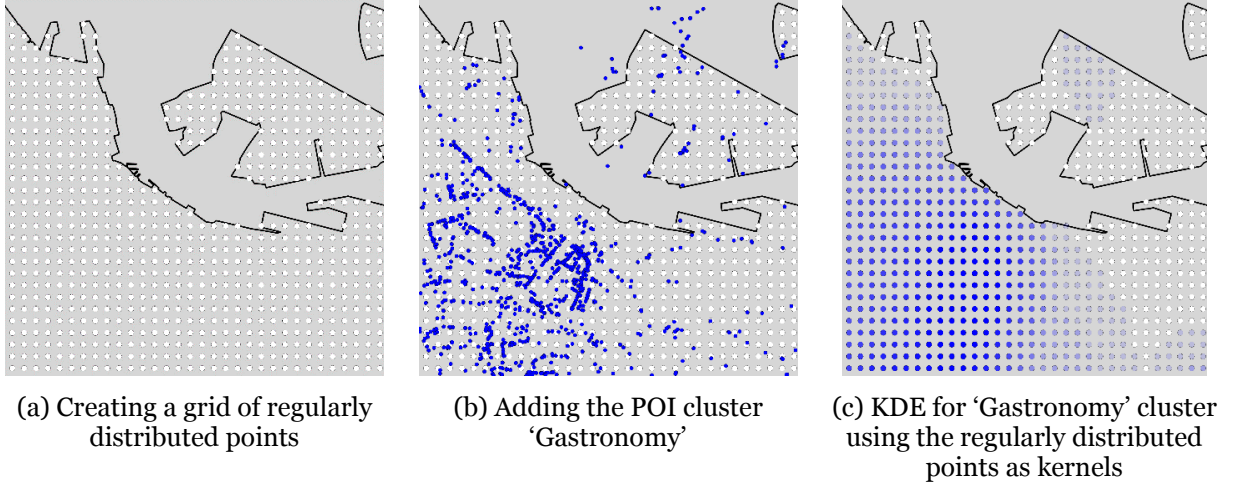 (a) Creating a grid of regularly
distributed points
(b) Adding the POI cluster
‘Gastronomy’
(c) KDE for ‘Gastronomy’ cluster
using the regularly distributed
points as kernels